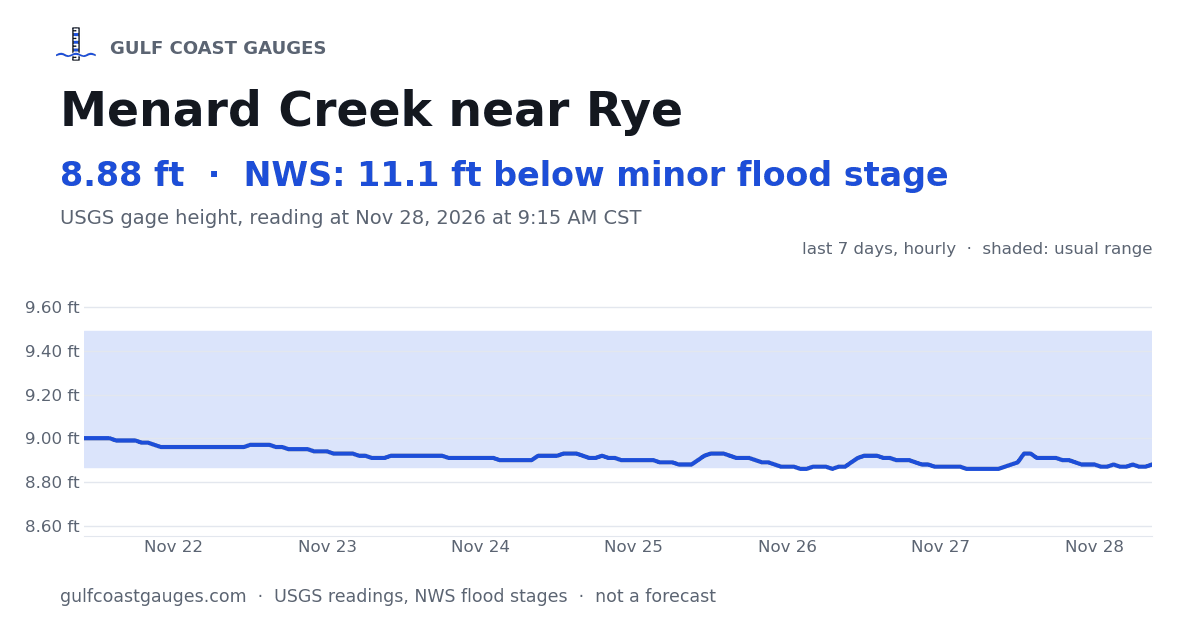 GULF COAST GAUGES
Menard Creek near Rye
8.88 ft · NWS: 11.1 ft below minor flood stage
USGS gage height, reading at Nov 28, 2026 at 9:15 AM CST
last 7 days, hourly · shaded: usual range
9.60 ft
9.40 ft
9.20 ft
9.00 ft
8.80 ft
8.60 ft
Nov 22 Nov 23 Nov 24 Nov 25 Nov 26 Nov 27 Nov 28
gulfcoastgauges.com · USGS readings, NWS flood stages · not a forecast